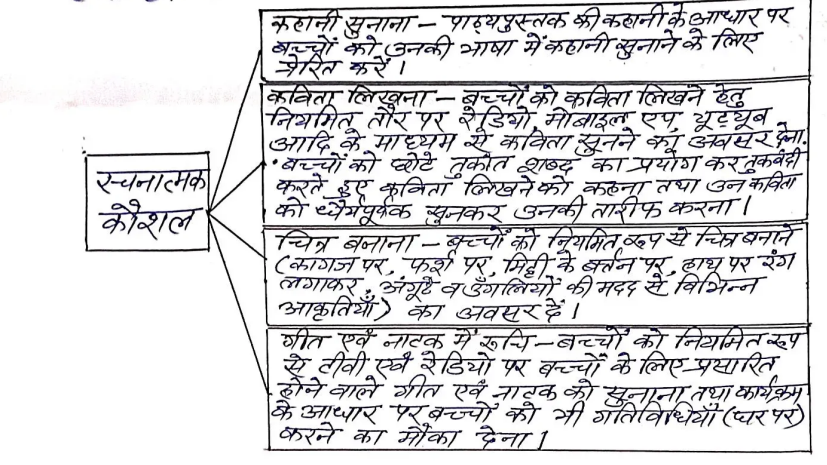 रचनात्मक
कौशल
कहानी सुनाना – पाठ्यपुस्तक की कहानी के आधार पर
बच्चों को उनकी भाषा में कहानी सुनाने के लिए
प्रेरित करें।
कविता लिखना – बच्चों को कविता लिखने हेतु
नियमित तौर पर रेडियो, मोबाइल एप, यूट्यूब
आदि के माध्यम से कविता सुनने का अवसर देना.
• बच्चों को छोटे तुकांत शब्द का प्रयोग कर तुकबंदी
करते हुए कविता लिखने को कहना तथा उन कविता
को धैर्यपूर्वक सुनकर उनकी तारीफ करना।
चित्र बनाना – बच्चों को नियमित रूप से चित्र बनाने
(कागज पर, फर्श पर, मिट्टी के बर्तन पर, हाथ पर रंग
लगाकर, अंगूठे व उँगलियों की मदद से विभिन्न
आकृतियाँ) का अवसर दें।
गीत एवं नाटक में रूचि – बच्चों को नियमित रूप
से टीवी एवं रेडियो पर बच्चों के लिए प्रसारित
होने वाले गीत एवं नाटक को सुनाना तथा कार्यक्रम
के आधार पर बच्चों को भी गतिविधियाँ (घर पर)
करने का मौका देना।